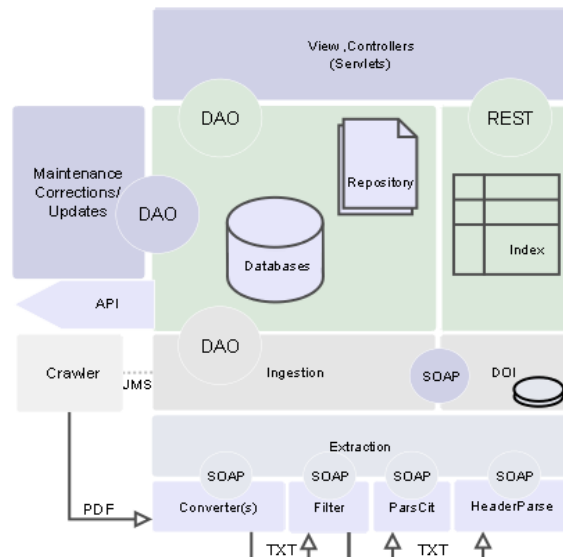 View ,Controllers
(Servlets)
DAO
REST
Maintenance
Corrections/
Updates
DAO
Repository
Databases
Index
API
DAO
Crawler
JMS
Ingestion
SOAP
DOI
Extraction
SOAP
SOAP
SOAP
SOAP
PDF
Converter(s)
Filter
ParsCit
HeaderParse
TXT
TXT